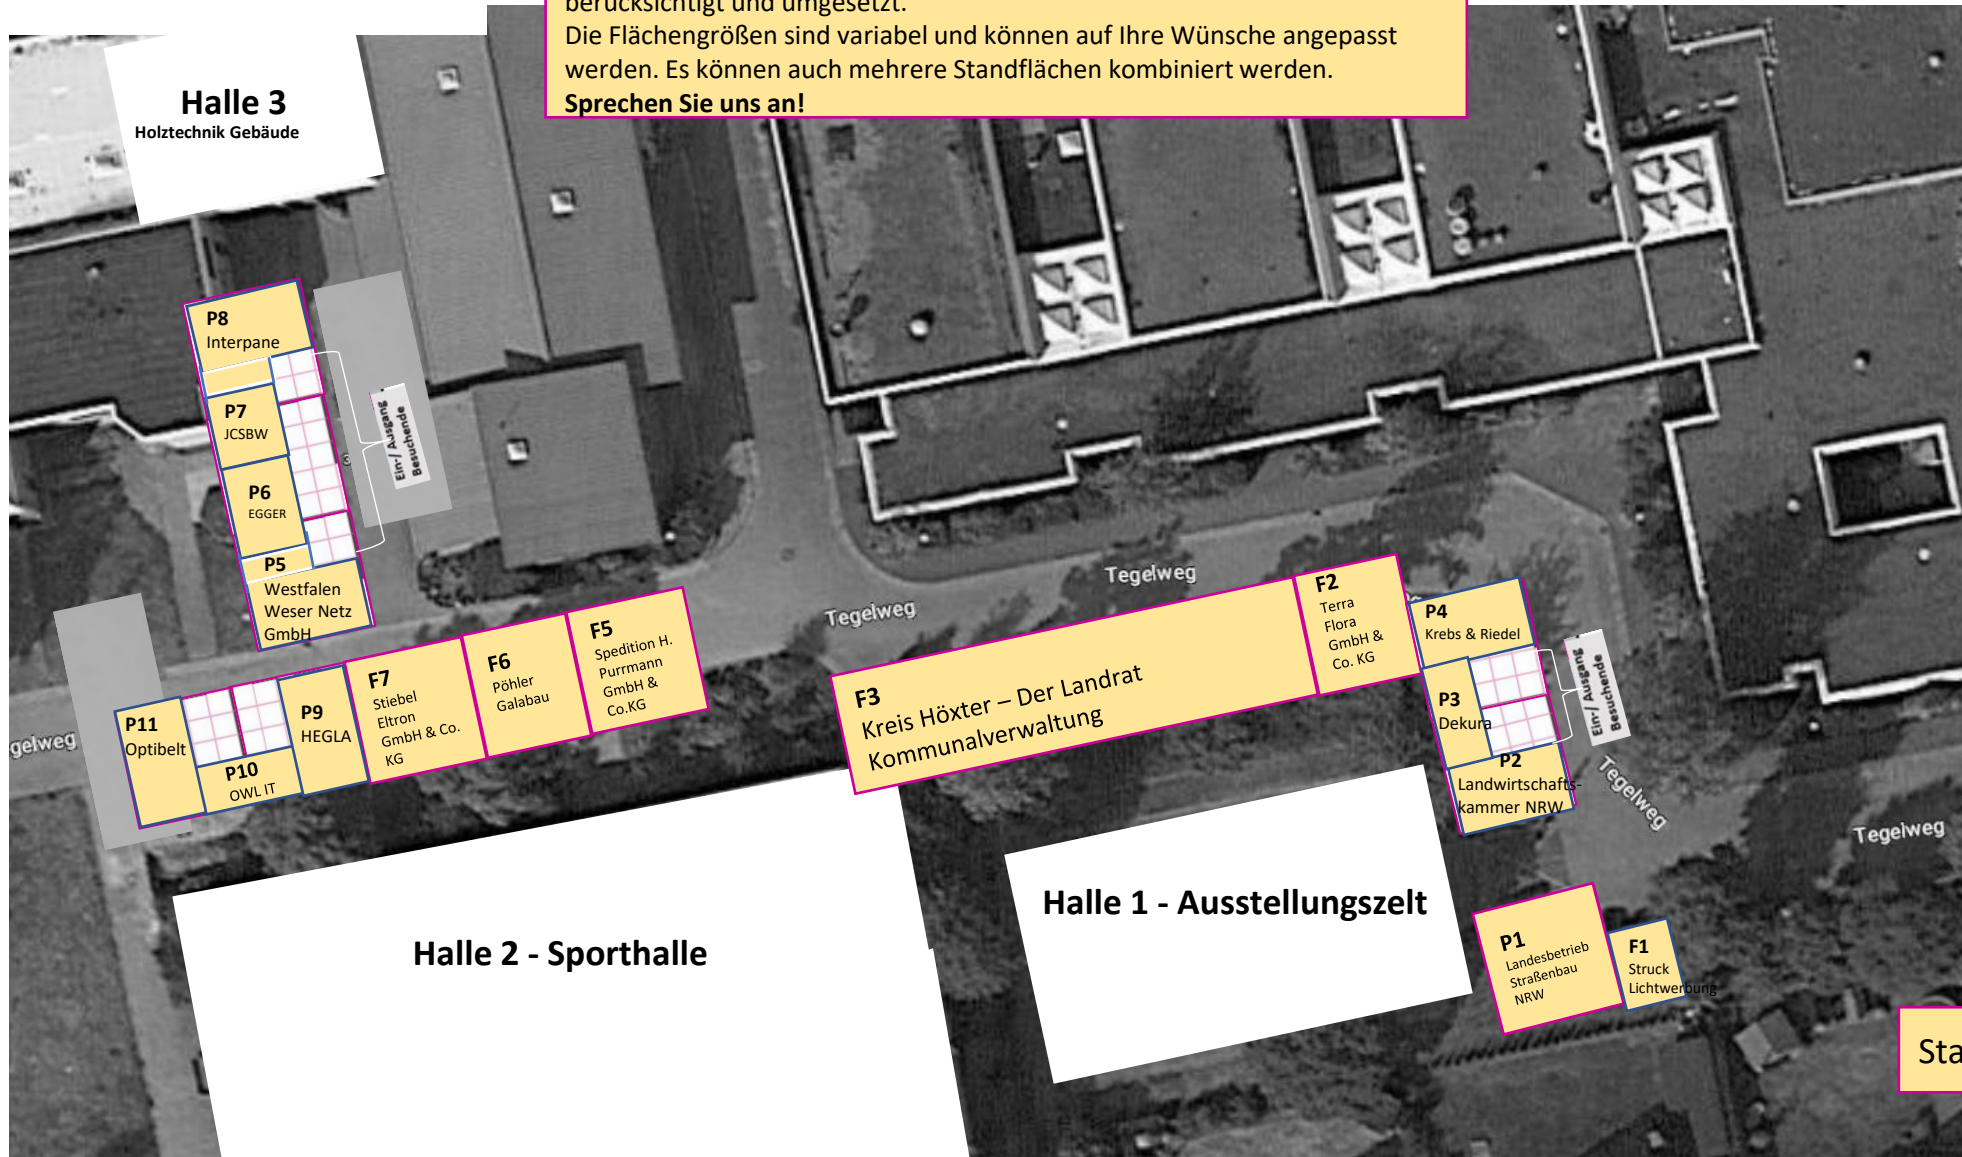 berücksichtigt und umgesetzt.
Die Flächengrößen sind variabel und können auf Ihre Wünsche angepasst
werden. Es können auch mehrere Standflächen kombiniert werden.
Sprechen Sie uns an!
Halle 3
Holztechnik Gebäude
P8
Interpane
P7
JCSBW
P6
EGGER
P5
Westfalen
Weser Netz
GmbH
3
Ein-/ Ausgang
Besuchende
P11
Optibelt
P10
OWL IT
P9
HEGLA
F7
Stiebel
Eltron
GmbH & Co.
KG
F6
Pöhler
Galabau
F5
Spedition H.
Purrmann
GmbH &
Co.KG
gelweg
Tegelweg
Tegelweg
F3
Kreis Höxter – Der Landrat
Kommunalverwaltung
F2
Terra
Flora
GmbH &
Co. KG
P4
Krebs & Riedel
P3
Dekura
P2
Landwirtschafts-
kammer NRW
Ein-/ Ausgang
Besuchende
Tegelweg
Tegelweg
Halle 2 - Sporthalle
Halle 1 - Ausstellungszelt
P1
Landesbetrieb
Straßenbau
NRW
F1
Struck
Lichtwerbung
Sta